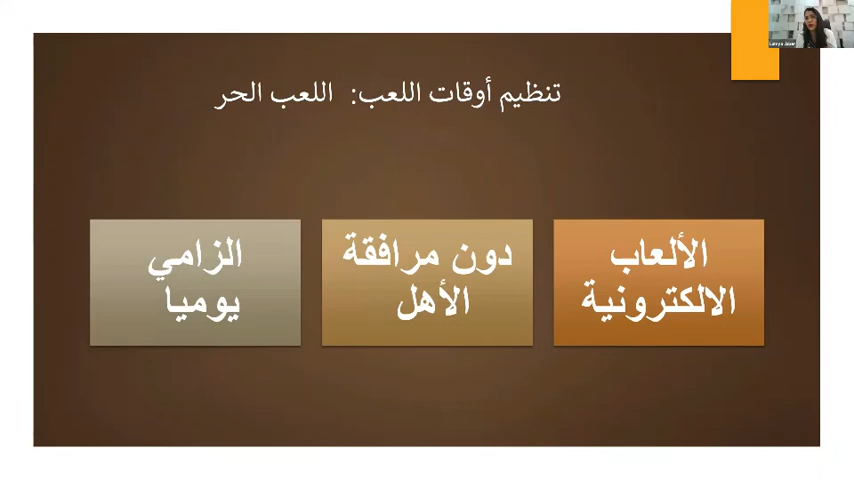 تنظيم أوقات اللعب: اللعب الحر
الألعاب
الالكترونية
دون مرافقة
الأهل
الزامي
يوميا